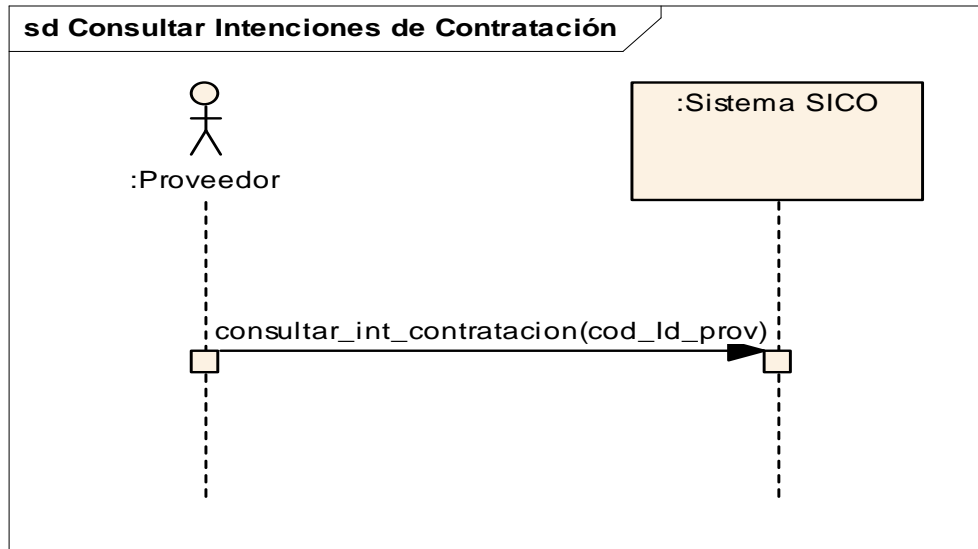 sd Consultar Intenciones de Contratación
:Proveedor
:Sistema SICO
consultar_int_contratacion(cod_Id_prov)